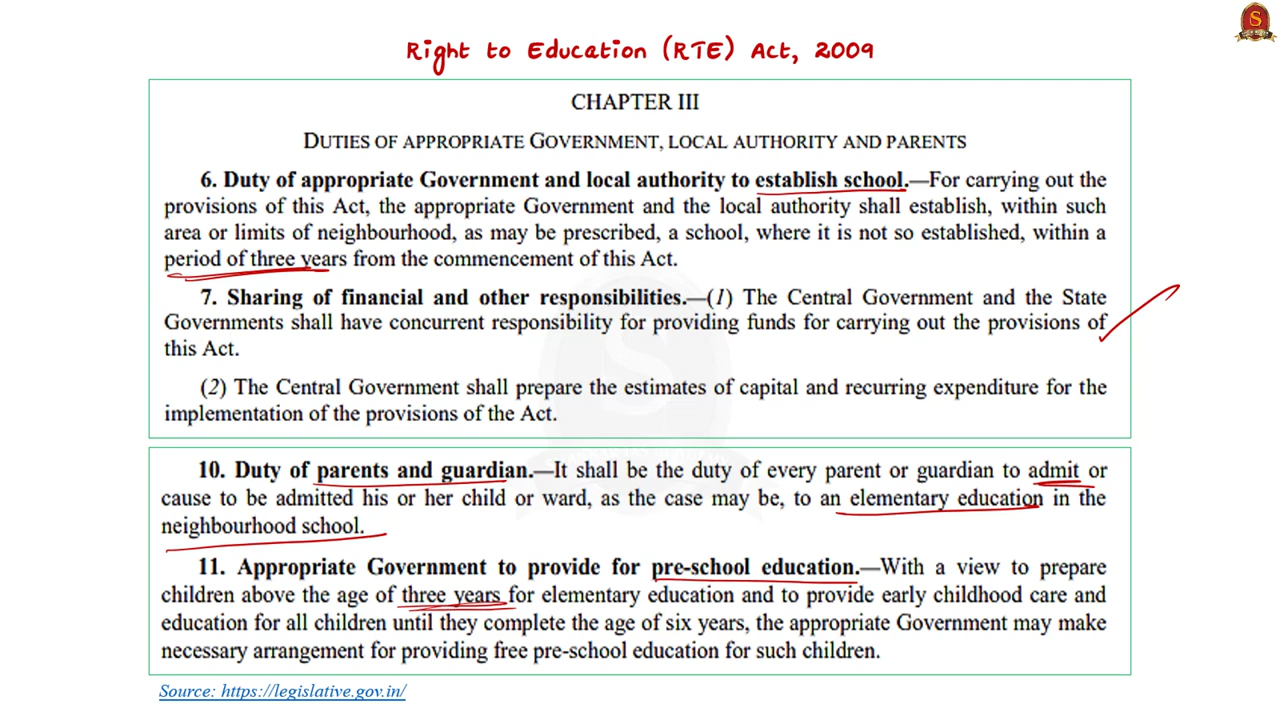 Right to Education (RTE) Act, 2009
CHAPTER III
DUTIES OF APPROPRIATE GOVERNMENT, LOCAL AUTHORITY AND PARENTS
6. Duty of appropriate Government and local authority to establish school.—For carrying out the
provisions of this Act, the appropriate Government and the local authority shall establish, within such
area or limits of neighbourhood, as may be prescribed, a school, where it is not so established, within a
period of three years from the commencement of this Act.
7. Sharing of financial and other responsibilities.—(1) The Central Government and the State
Governments shall have concurrent responsibility for providing funds for carrying out the provisions of
this Act.
(2) The Central Government shall prepare the estimates of capital and recurring expenditure for the
implementation of the provisions of the Act.
10. Duty of parents and guardian.—It shall be the duty of every parent or guardian to admit or
cause to be admitted his or her child or ward, as the case may be, to an elementary education in the
neighbourhood school.
11. Appropriate Government to provide for pre-school education.—With a view to prepare
children above the age of three years for elementary education and to provide early childhood care and
education for all children until they complete the age of six years, the appropriate Government may make
necessary arrangement for providing free pre-school education for such children.
Source: https://legislative.gov.in/